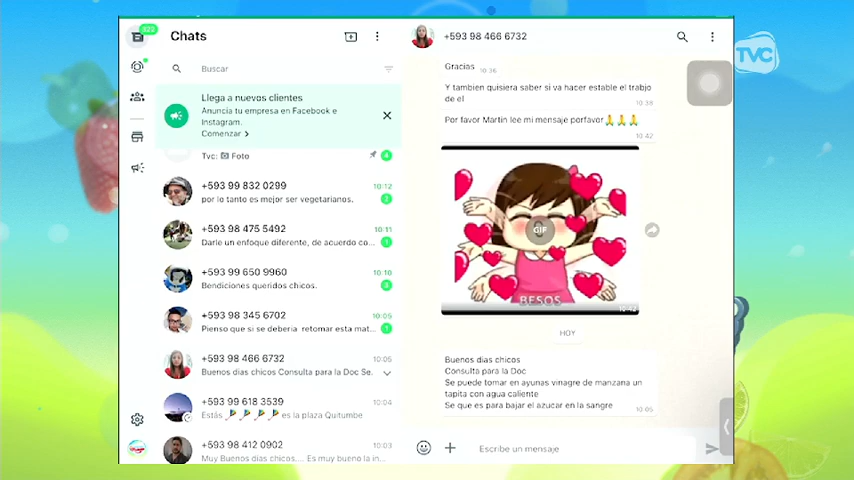 322
Chats
+593 98 466 6732
TVC
Buscar
Llega a nuevos clientes
Anuncia tu empresa en Facebook e
Instagram.
Comenzar
Tvc: Foto
4
+593 99 832 0299
10:12
por lo tanto es mejor ser vegetarianos.
2
+593 98 475 5492
10:11
Darle un enfoque diferente, de acuerdo co...
1
+593 99 650 9960
10:10
Bendiciones queridos chicos.
+593 98 345 6702
10:05
Pienso que si se deberia retomar esta mat...
1
+593 98 466 6732
10:05
Buenos dias chicos Consulta para la Doc Se.
+593 99 618 3539
10:04
Estás es la plaza Quitumbe
+593 98 412 0902
10:03
Muy Buenos días chicos.... Es muy bueno la in...
Gracias
10:36
Y tambien quisiera saber si va hacer estable el trabjo
de el
10:38
Por favor Martin lee mi mensaje porfavor🙏🙏🙏
10:42
GIF
BESOS
10:42
HOY
Buenos dias chicos
Consulta para la Doc
Se puede tomar en ayunas vinagre de manzana un
tapita con agua caliente
Se que es para bajar el azucar en la sangre
10:05
Escribe un mensaje